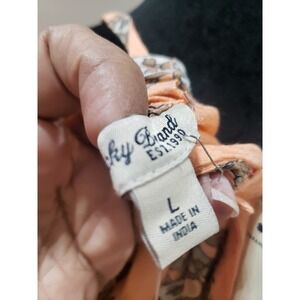 ky Brand
EST.1990
L
MADE IN
INDIA